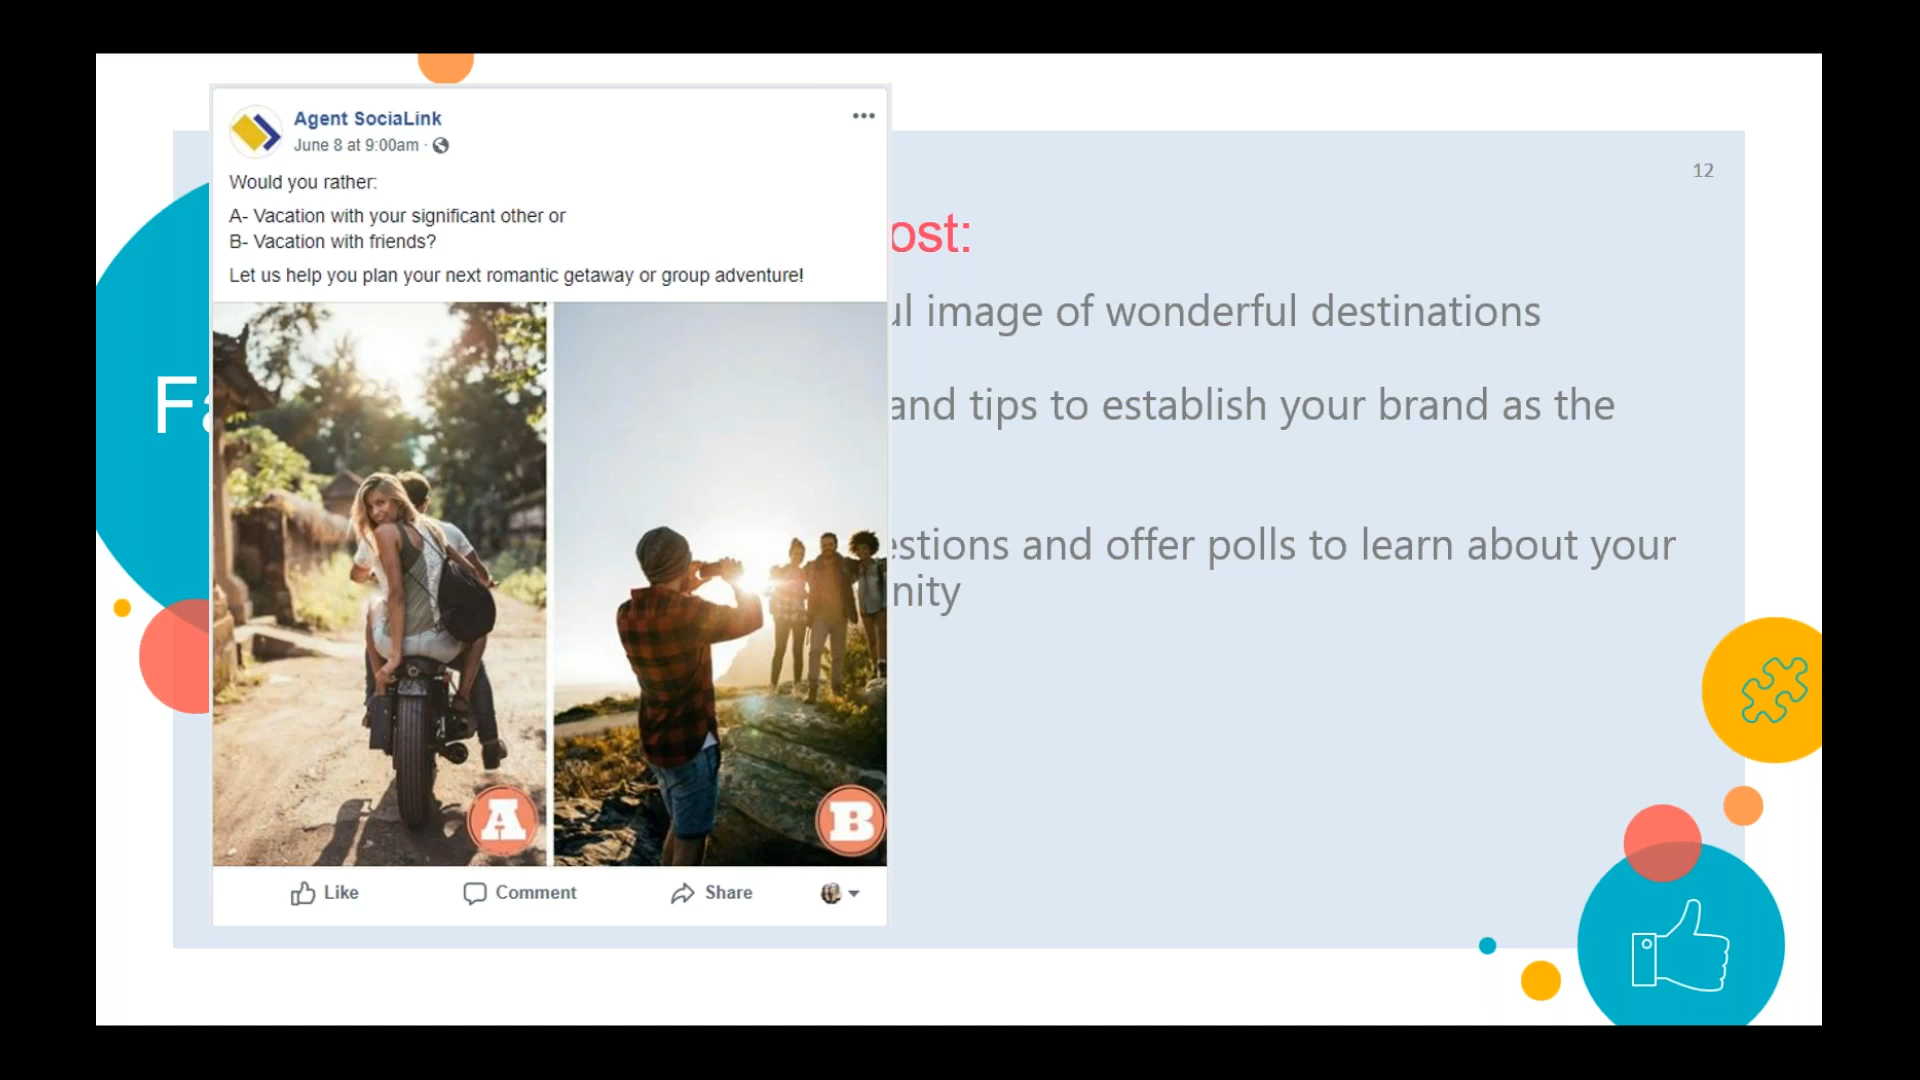 Agent SociaLink
June 8 at 9:00am ·
Would you rather:
A- Vacation with your significant other or
B- Vacation with friends?
Let us help you plan your next romantic getaway or group adventure!
A
B
Like Comment Share
12
ost:
image of wonderful destinations
and tips to establish your brand as the
estions and offer polls to learn about your
nity